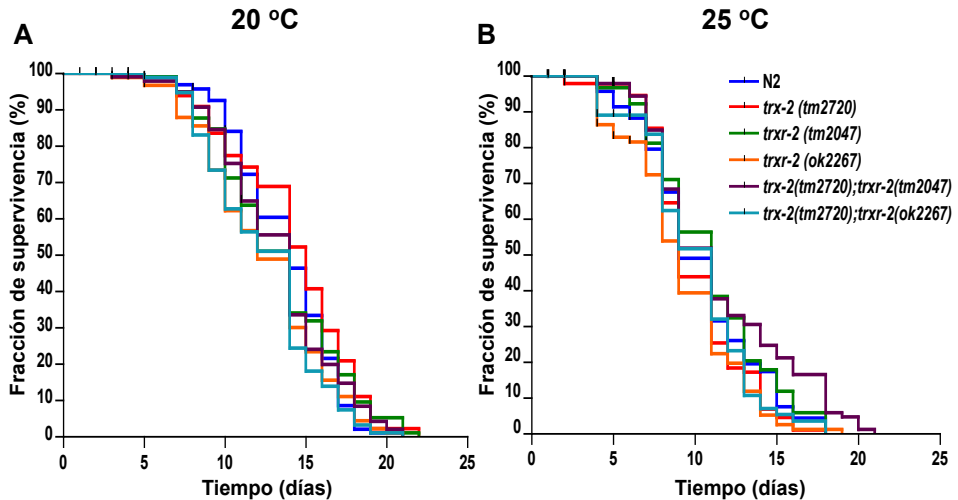 20 ºC
25 ºC
A
B
Fracción de supervivencia (%)
100
90
80
70
60
50
40
30
20
10
0
0
5
10
15
20
25
Tiempo (días)
Fracción de supervivencia (%)
100
90
80
70
60
50
40
30
20
10
0
0
5
10
15
20
25
Tiempo (días)
N2
trx-2 (tm2720)
trxr-2 (tm2047)
trxr-2 (ok2267)
trx-2(tm2720);trxr-2(tm2047)
trx-2(tm2720);trxr-2(ok2267)